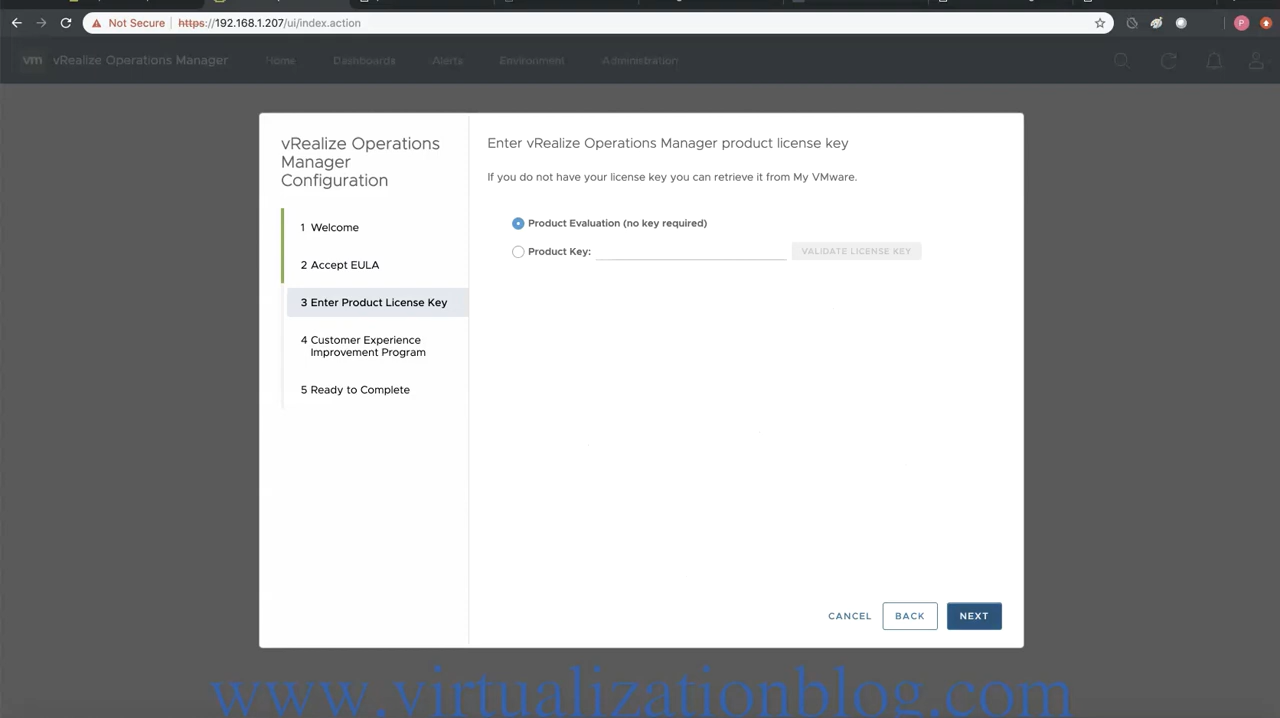 Not Secure
https://192.168.1.207/ui/index.action
P
vm vRealize Operations Manager Home Dashboards Alerts Environment Administration
vRealize Operations
Manager
Configuration
1 Welcome
2 Accept EULA
3 Enter Product License Key
4 Customer Experience
Improvement Program
5 Ready to Complete
Enter vRealize Operations Manager product license key
If you do not have your license key you can retrieve it from My VMware.
Product Evaluation (no key required)
Product Key:
VALIDATE LICENSE KEY
CANCEL BACK NEXT
www.virtualizationblog.com